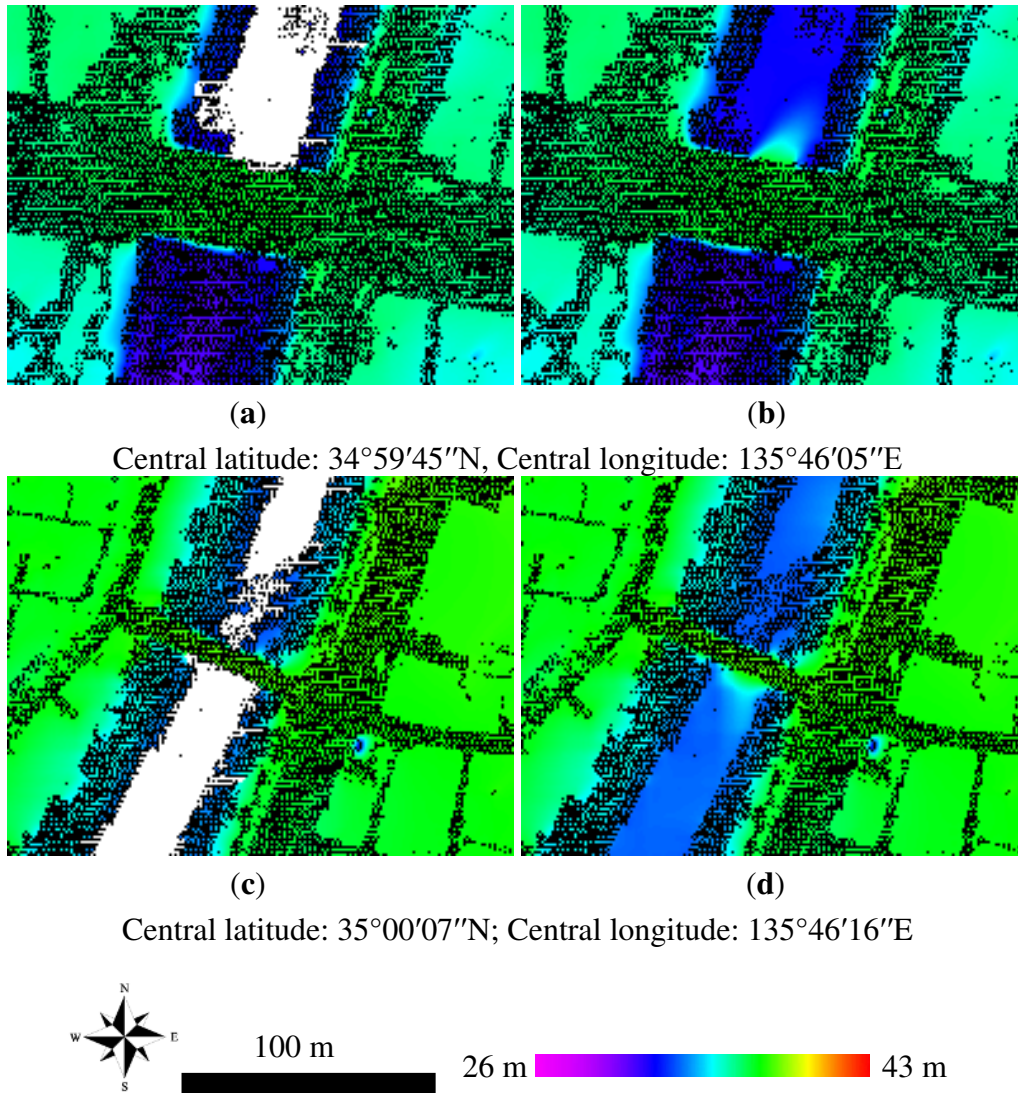 (a) (b)
Central latitude: 34°59′45″N, Central longitude: 135°46′05″E
(c) (d)
Central latitude: 35°00′07″N; Central longitude: 135°46′16″E
N
W E
S
100 m
26 m 43 m